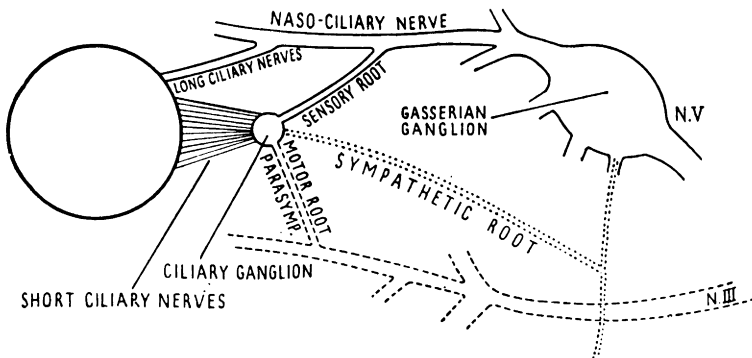 NASO-CILIARY NERVE
LONG CILIARY NERVES
SENSORY ROOT
GASSERIAN
GANGLION
N.V
MOTOR ROOT
PARASYMP
SYMPATHETIC ROOT
CILIARY GANGLION
SHORT CILIARY NERVES
N.III